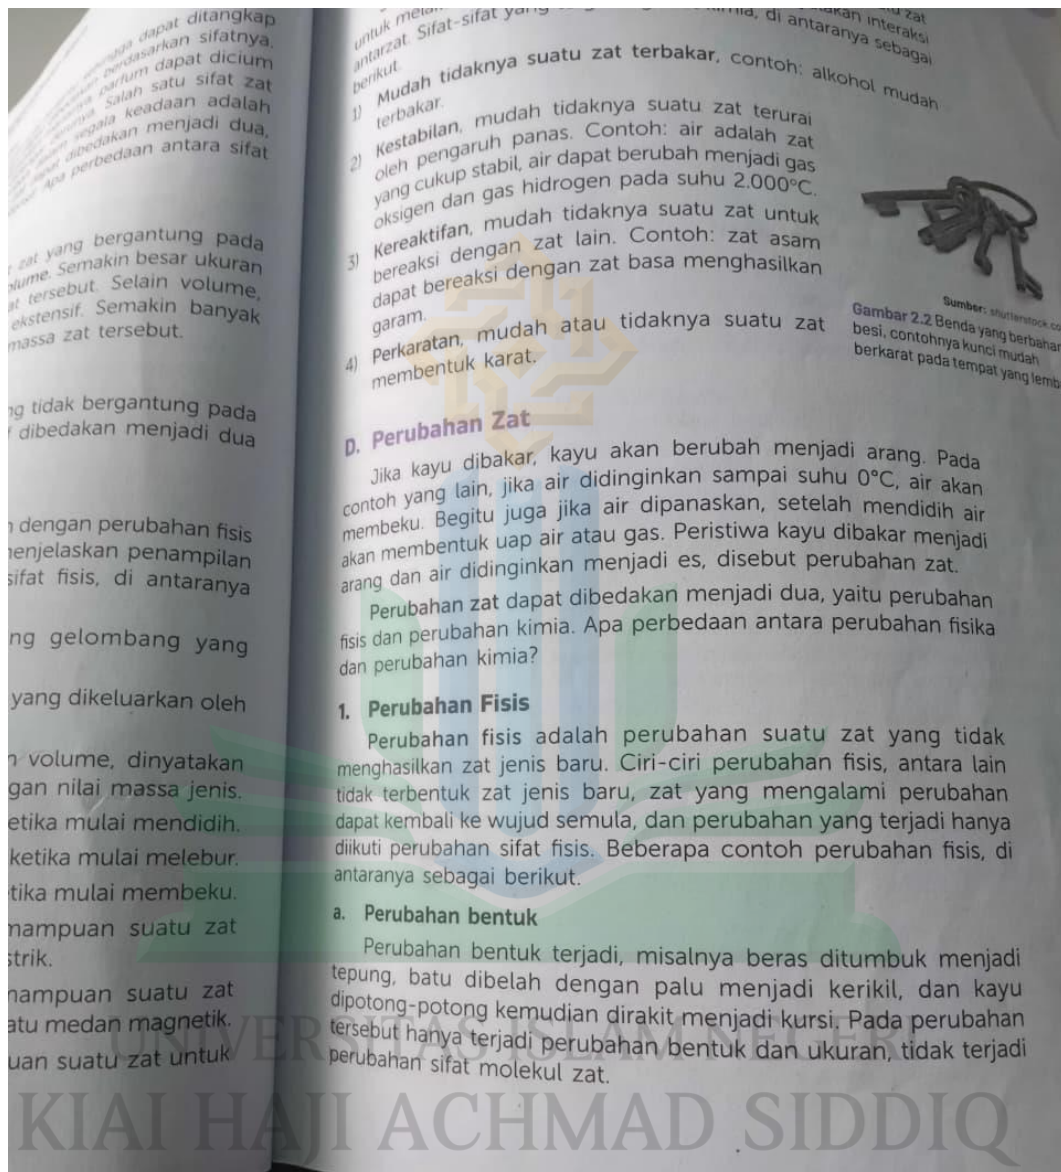 dapat ditangkap
berdasarkan sifatnya.
parfum dapat dicium
Salah satu sifat zat
segala keadaan adalah
dapat dibedakan menjadi dua,
Apa perbedaan antara sifat
zat yang bergantung pada
Semakin besar ukuran
tersebut. Selain volume,
ekstensif. Semakin banyak
massa zat tersebut.
tidak bergantung pada
dibedakan menjadi dua
dengan perubahan fisis
menjelaskan penampilan
sifat fisis, di antaranya
gelombang yang
yang dikeluarkan oleh
volume, dinyatakan
nilai massa jenis.
ketika mulai mendidih.
ketika mulai melebur.
mulai membeku.
suatu zat
suatu zat
medan magnetik.
suatu zat untuk
untuk
interaksi
antarzat. Sifat-sifat yang
di antaranya sebagai
berikut.
1) Mudah tidaknya suatu zat terbakar, contoh: alkohol mudah
terbakar.
2) Kestabilan, mudah tidaknya suatu zat terurai
oleh pengaruh panas. Contoh: air adalah zat
yang cukup stabil, air dapat berubah menjadi gas
oksigen dan gas hidrogen pada suhu 2.000°C.
3) Kereaktifan, mudah tidaknya suatu zat untuk
bereaksi dengan zat lain. Contoh: zat asam
dapat bereaksi dengan zat basa menghasilkan
garam.
4) Perkaratan, mudah atau tidaknya suatu zat
membentuk karat.
Sumber: shutterstock.co
Gambar 2.2 Benda yang berbahan
besi, contohnya kunci mudah
berkarat pada tempat yang lemb
D. Perubahan Zat
Jika kayu dibakar, kayu akan berubah menjadi arang. Pada
contoh yang lain, jika air didinginkan sampai suhu 0°C, air akan
membeku. Begitu juga jika air dipanaskan, setelah mendidih air
akan membentuk uap air atau gas. Peristiwa kayu dibakar menjadi
arang dan air didinginkan menjadi es, disebut perubahan zat.
Perubahan zat dapat dibedakan menjadi dua, yaitu perubahan
fisis dan perubahan kimia. Apa perbedaan antara perubahan fisika
dan perubahan kimia?
1. Perubahan Fisis
Perubahan fisis adalah perubahan suatu zat yang tidak
menghasilkan zat jenis baru. Ciri-ciri perubahan fisis, antara lain
tidak terbentuk zat jenis baru, zat yang mengalami perubahan
dapat kembali ke wujud semula, dan perubahan yang terjadi hanya
diikuti perubahan sifat fisis. Beberapa contoh perubahan fisis, di
antaranya sebagai berikut.
a. Perubahan bentuk
Perubahan bentuk terjadi, misalnya beras ditumbuk menjadi
tepung, batu dibelah dengan palu menjadi kerikil, dan kayu
dipotong-potong kemudian dirakit menjadi kursi. Pada perubahan
tersebut hanya terjadi perubahan bentuk dan ukuran, tidak terjadi
perubahan sifat molekul zat.
UNIVERSITAS ISLAM NEGERI
KIAI HAJI ACHMAD SIDDIQ